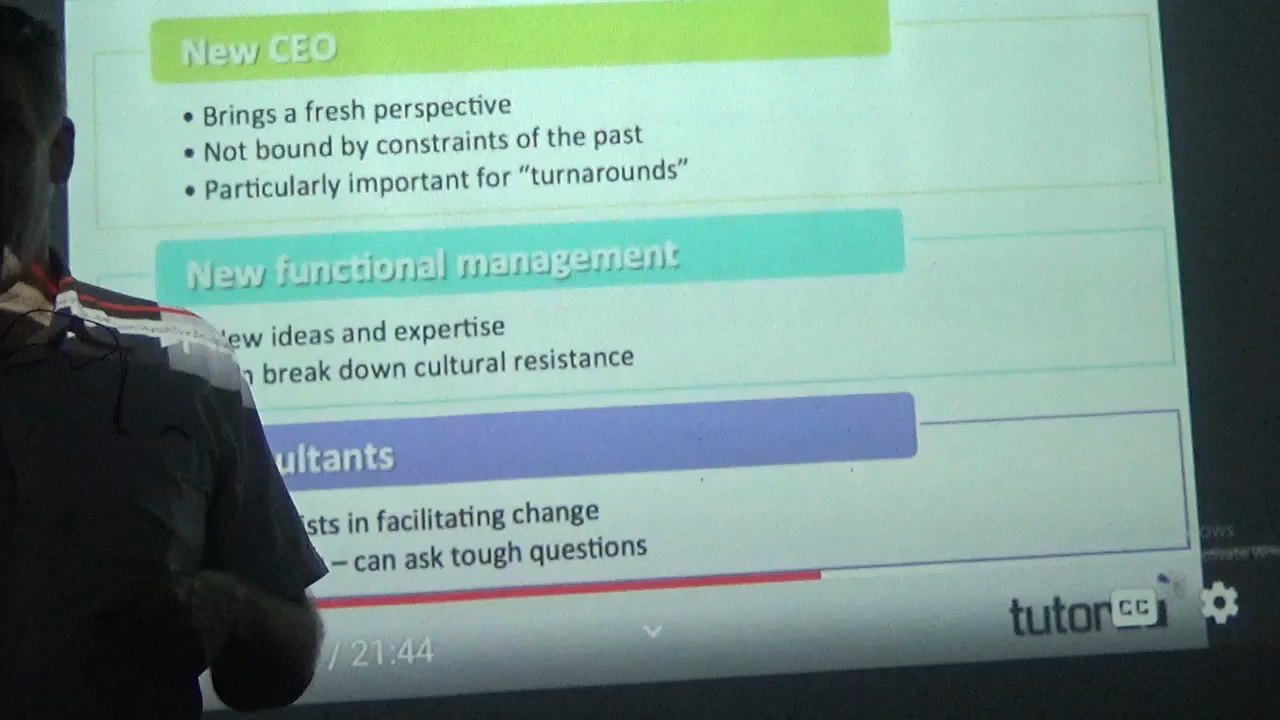 New CEO
• Brings a fresh perspective
• Not bound by constraints of the past
• Particularly important for “turnarounds”
New functional management
ew ideas and expertise
break down cultural resistance
ultants
ists in facilitating change
– can ask tough questions
/ 21:44
tutor
CC